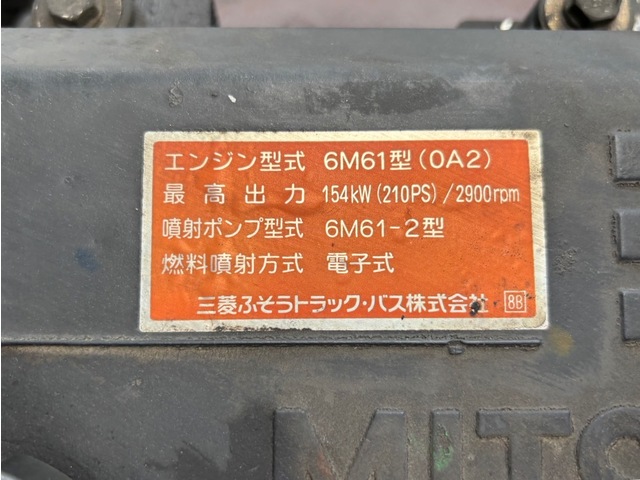 エンジン型式 6M61型(0A2)
最高出力 154kW(210PS)/2900rpm
噴射ポンプ型式 6M61-2型
燃料噴射方式 電子式
三菱ふそうトラック・バス株式会社 8B
MITS